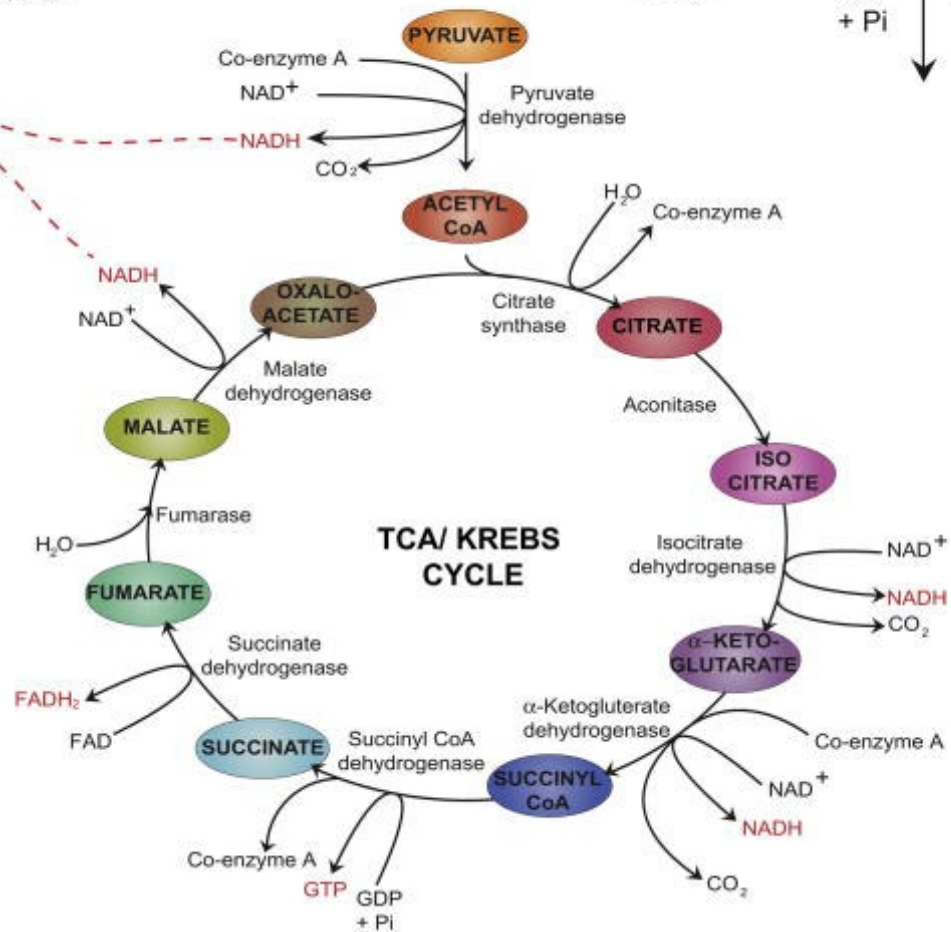 + Pi
PYRUVATE
Co-enzyme A
NAD+
Pyruvate
dehydrogenase
NADH
CO₂
ACETYL
CoA
H₂O
Co-enzyme A
NADH
OXALO-
ACETATE
NAD+
Citrate
synthase
CITRATE
Malate
dehydrogenase
Aconitase
MALATE
ISO
CITRATE
Fumarase
H₂O
TCA/ KREBS
CYCLE
Isocitrate
dehydrogenase
NAD+
NADH
CO₂
FUMARATE
α-KETO-
GLUTARATE
Succinate
dehydrogenase
FADH₂
FAD
α-Ketogluterate
dehydrogenase
Co-enzyme A
SUCCINATE
Succinyl CoA
dehydrogenase
SUCCINYL
CoA
NAD+
NADH
Co-enzyme A
GTP
GDP
+ Pi
CO₂